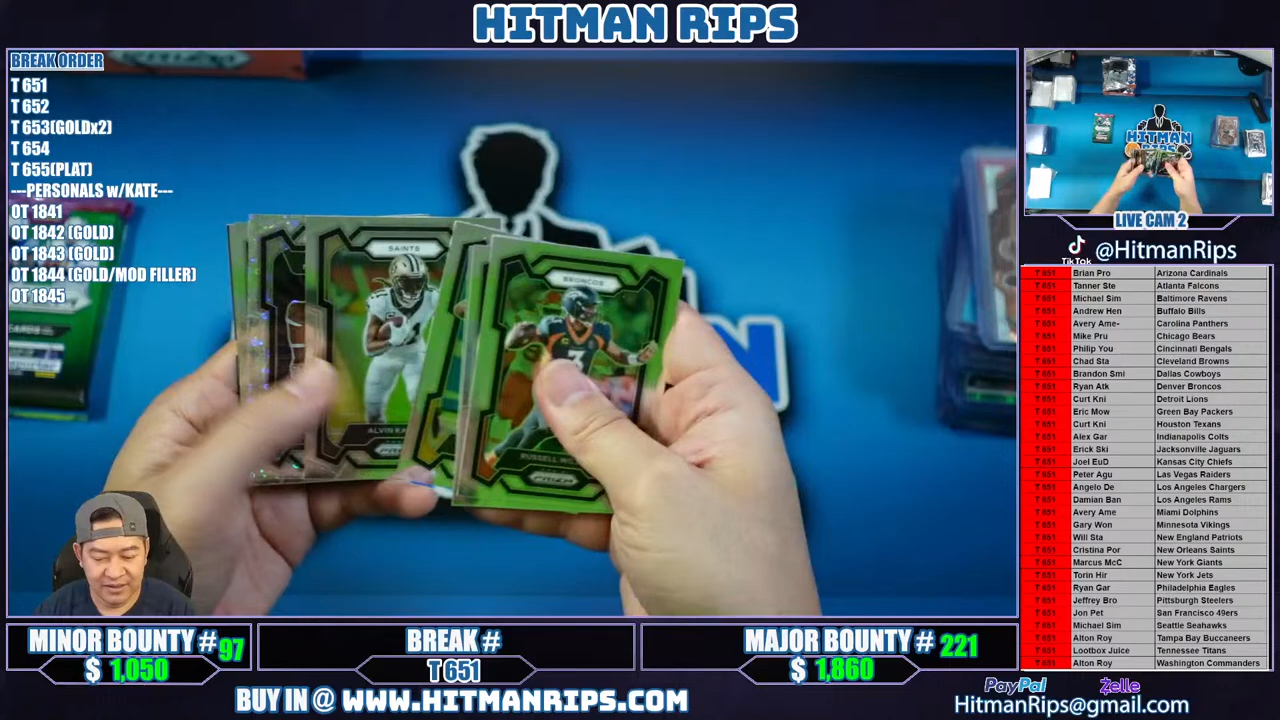 HITMAN RIPS
BREAK ORDER
T 651
T 652
T 653(GOLDx2)
T 654
T 655(PLAT)
---PERSONALS w/KATE---
OT 1841
OT 1842 (GOLD)
OT 1843 (GOLD)
OT 1844 (GOLD/MOD FILLER)
OT 1845
SAINTS
ALVIN
BRONCOS
RUSSELL
PRIZM
HITMAN
RIPS
LIVE CAM 2
TikTok
@HitmanRips
T 651 Brian Pro Arizona Cardinals
T 651 Tanner Ste Atlanta Falcons
T 651 Michael Sim Baltimore Ravens
T 651 Andrew Hen Buffalo Bills
T 651 Avery Ame- Carolina Panthers
T 651 Mike Pru Chicago Bears
T 651 Philip You Cincinnati Bengals
T 651 Chad Sta Cleveland Browns
T 651 Brandon Smi Dallas Cowboys
T 651 Ryan Atk Denver Broncos
T 651 Curt Kni Detroit Lions
T 651 Eric Mow Green Bay Packers
T 651 Curt Kni Houston Texans
T 651 Alex Gar Indianapolis Colts
T 651 Erick Ski Jacksonville Jaguars
T 651 Joel EuD Kansas City Chiefs
T 651 Peter Agu Las Vegas Raiders
T 651 Angelo De Los Angeles Chargers
T 651 Damian Ban Los Angeles Rams
T 651 Avery Ame Miami Dolphins
T 651 Gary Won Minnesota Vikings
T 651 Will Sta New England Patriots
T 651 Cristina Por New Orleans Saints
T 651 Marcus McC New York Giants
T 651 Torin Hir New York Jets
T 651 Ryan Gar Philadelphia Eagles
T 651 Jeffrey Bro Pittsburgh Steelers
T 651 Jon Pet San Francisco 49ers
T 651 Michael Sim Seattle Seahawks
T 651 Alton Roy Tampa Bay Buccaneers
T 651 Lootbox Juice Tennessee Titans
T 651 Alton Roy Washington Commanders
MINOR BOUNTY # 97
$ 1,050
BREAK #
T 651
MAJOR BOUNTY # 221
$ 1,860
BUY IN @ WWW.HITMANRIPS.COM
PayPal Zelle
HitmanRips@gmail.com